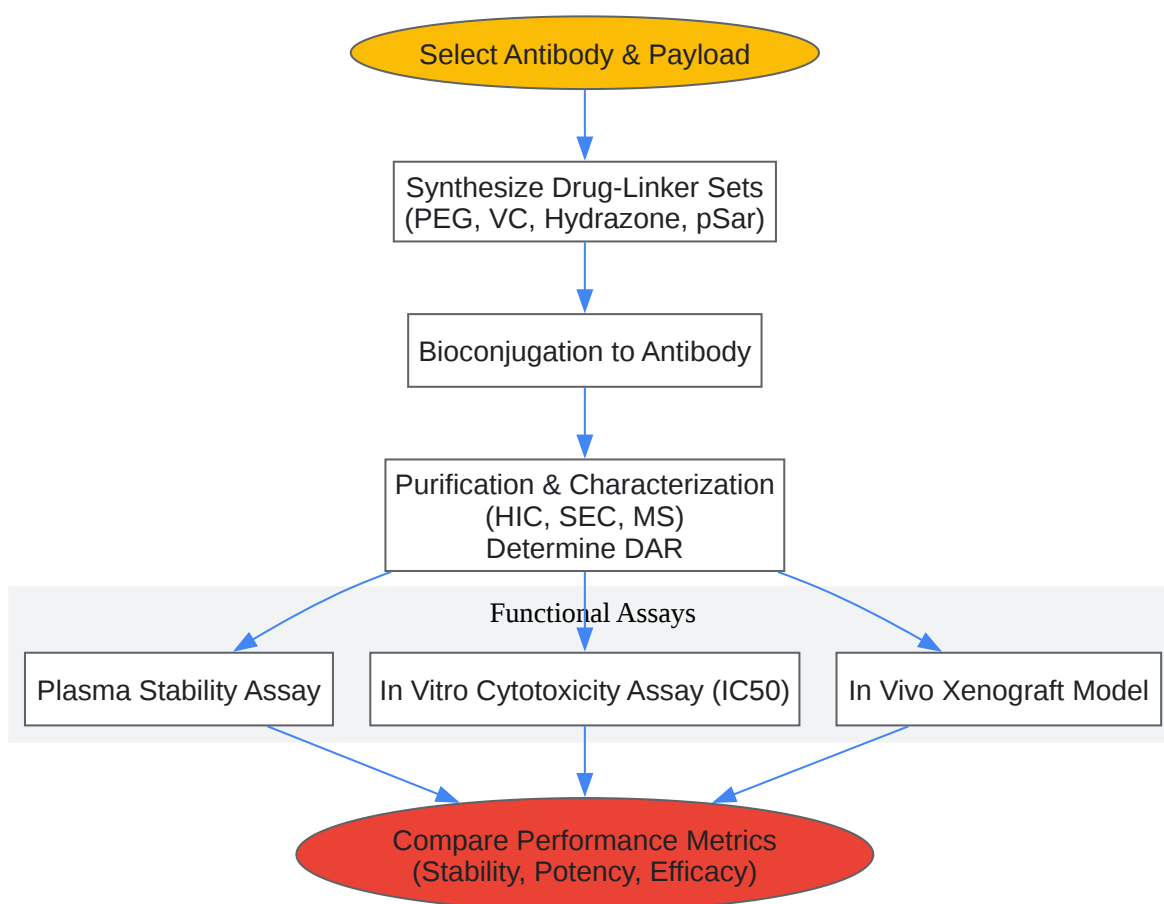 Select Antibody & Payload
Synthesize Drug-Linker Sets
(PEG, VC, Hydrazone, pSar)
Bioconjugation to Antibody
Purification & Characterization
(HIC, SEC, MS)
Determine DAR
Functional Assays
Plasma Stability Assay
In Vitro Cytotoxicity Assay (IC50)
In Vivo Xenograft Model
Compare Performance Metrics
(Stability, Potency, Efficacy)